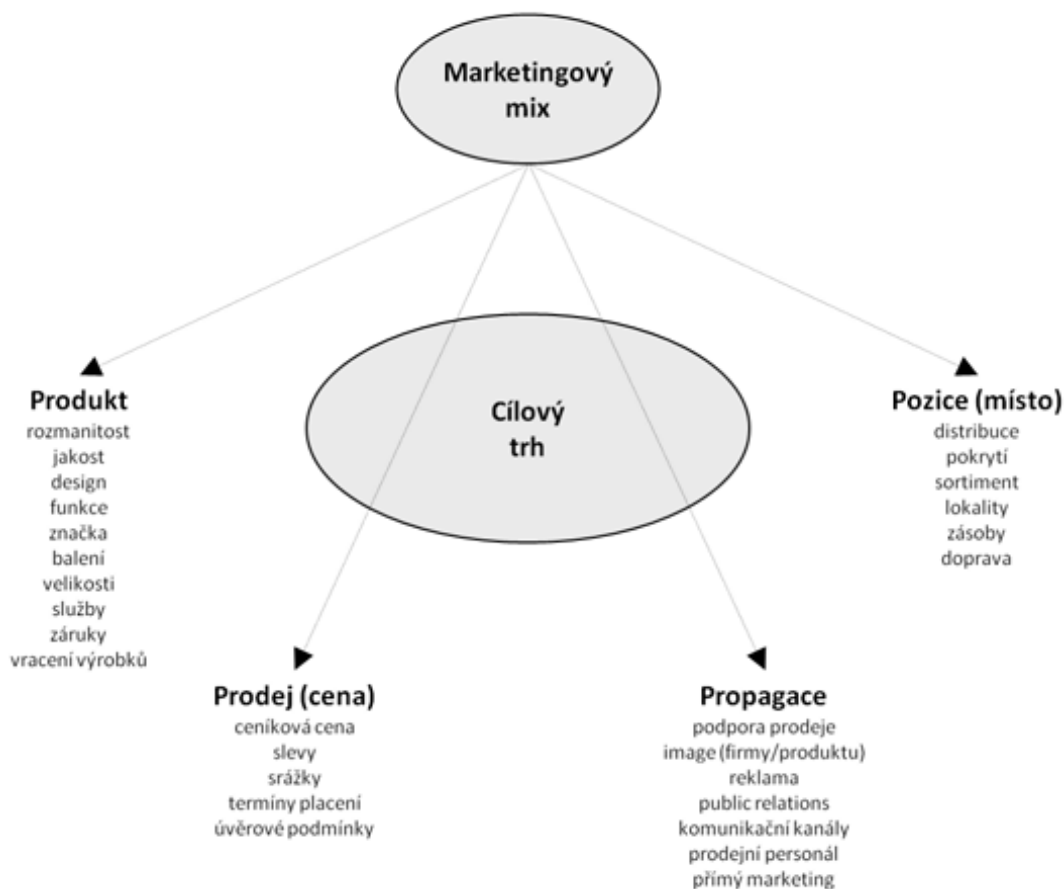 Marketingový
mix
Cílový
trh
Produkt
rozmanitost
jakost
design
funkce
značka
balení
velikosti
služby
záruky
vracení výrobků
Prodej (cena)
ceníková cena
slevy
srážky
termíny placení
úvěrové podmínky
Propagace
podpora prodeje
image (firmy/produktu)
reklama
public relations
komunikační kanály
prodejní personál
přímý marketing
Pozice (místo)
distribuce
pokrytí
sortiment
lokality
zásoby
doprava